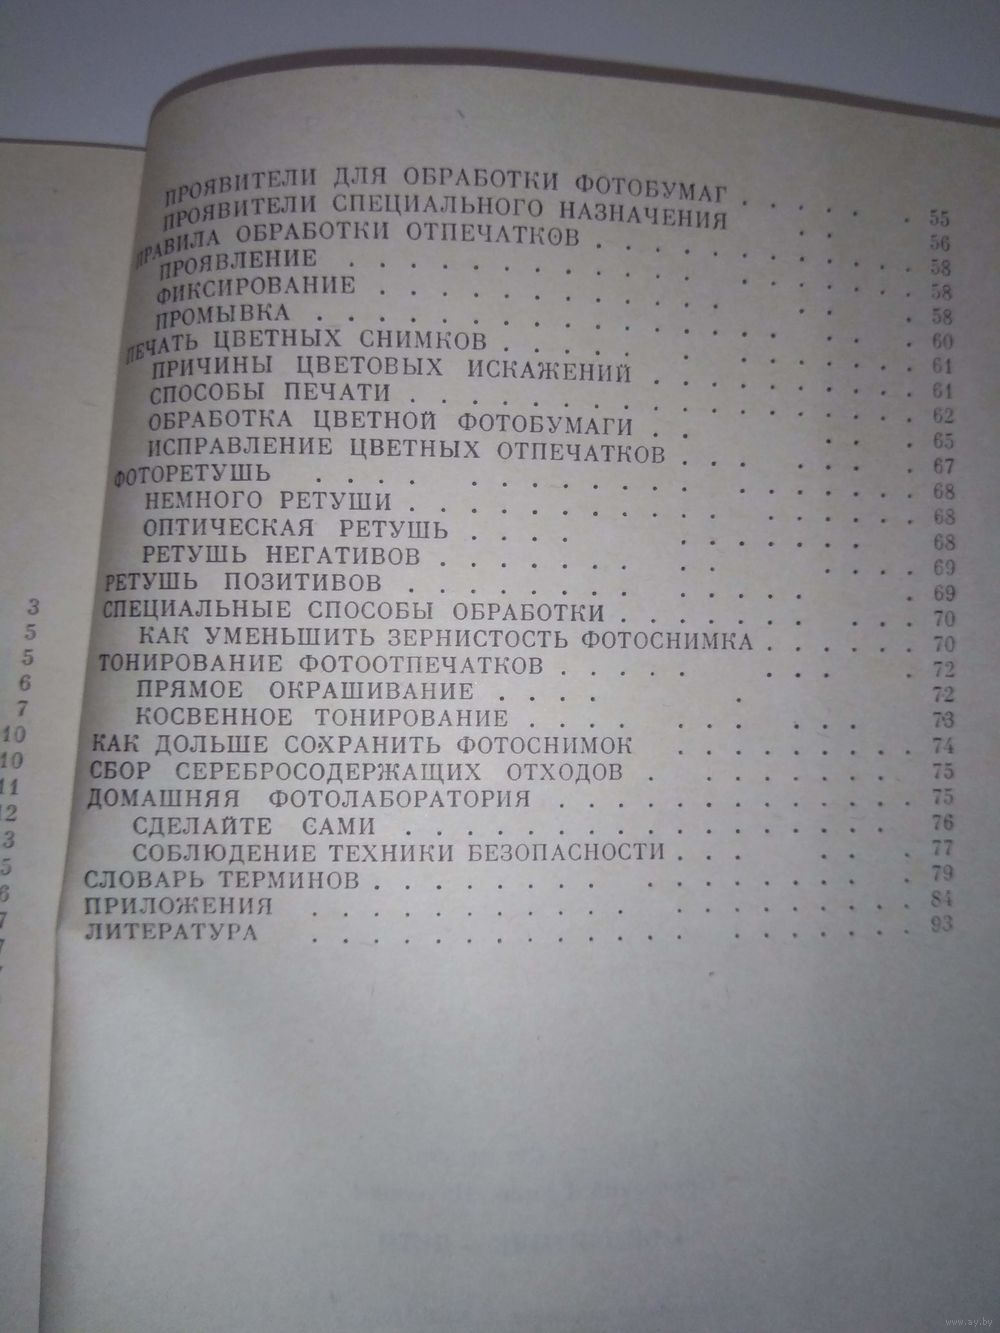 ПРОЯВИТЕЛИ ДЛЯ ОБРАБОТКИ ФОТОБУМАГ . . . . . . 55
ПРОЯВИТЕЛИ СПЕЦИАЛЬНОГО НАЗНАЧЕНИЯ . . . 56
ПРАВИЛА ОБРАБОТКИ ОТПЕЧАТКОВ . . . . . . 58
ПРОЯВЛЕНИЕ . . . . . . 58
ФИКСИРОВАНИЕ . . . . . . 58
ПРОМЫВКА . . . . . . 60
ПЕЧАТЬ ЦВЕТНЫХ СНИМКОВ . . . . . . 61
ПРИЧИНЫ ЦВЕТОВЫХ ИСКАЖЕНИЙ . . . . . . 61
СПОСОБЫ ПЕЧАТИ . . . . . . 62
ОБРАБОТКА ЦВЕТНОЙ ФОТОБУМАГИ . . . . . . 65
ИСПРАВЛЕНИЕ ЦВЕТНЫХ ОТПЕЧАТКОВ . . . . . . 67
ФОТОРЕТУШЬ . . . . . . 68
НЕМНОГО РЕТУШИ . . . . . . 68
ОПТИЧЕСКАЯ РЕТУШЬ . . . . . . 68
РЕТУШЬ НЕГАТИВОВ . . . . . . 69
РЕТУШЬ ПОЗИТИВОВ . . . . . . 69
СПЕЦИАЛЬНЫЕ СПОСОБЫ ОБРАБОТКИ . . . . . . 70
КАК УМЕНЬШИТЬ ЗЕРНИСТОСТЬ ФОТОСНИМКА . . . . . . 70
ТОНИРОВАНИЕ ФОТООТПЕЧАТКОВ . . . . . . 72
ПРЯМОЕ ОКРАШИВАНИЕ . . . . . . 72
КОСВЕННОЕ ТОНИРОВАНИЕ . . . . . . 73
КАК ДОЛЬШЕ СОХРАНИТЬ ФОТОСНИМОК . . . . . . 74
СБОР СЕРЕБРОСОДЕРЖАЩИХ ОТХОДОВ . . . . . . 75
ДОМАШНЯЯ ФОТОЛАБОРАТОРИЯ . . . . . . 75
СДЕЛАЙТЕ САМИ . . . . . . 76
СОБЛЮДЕНИЕ ТЕХНИКИ БЕЗОПАСНОСТИ . . . . . . 77
СЛОВАРЬ ТЕРМИНОВ . . . . . . 79
ПРИЛОЖЕНИЯ . . . . . . 84
ЛИТЕРАТУРА . . . . . . 93
3
5
5
6
7
10
10
11
12
3
5
6
7
7
www.ay.by